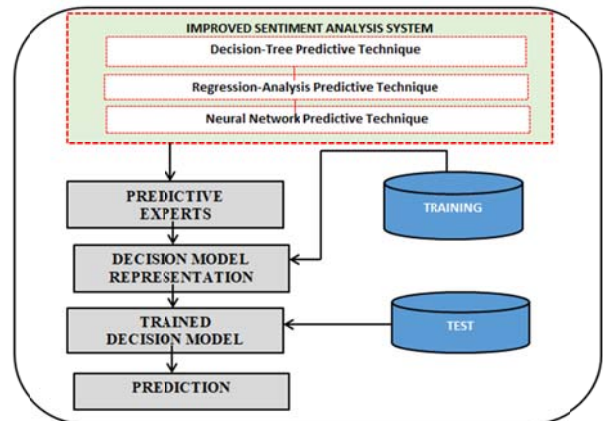 IMPROVED SENTIMENT ANALYSIS SYSTEM
Decision-Tree Predictive Technique
Regression-Analysis Predictive Technique
Neural Network Predictive Technique
PREDICTIVE
EXPERTS
TRAINING
DECISION MODEL
REPRESENTATION
TRAINED
DECISION MODEL
TEST
PREDICTION